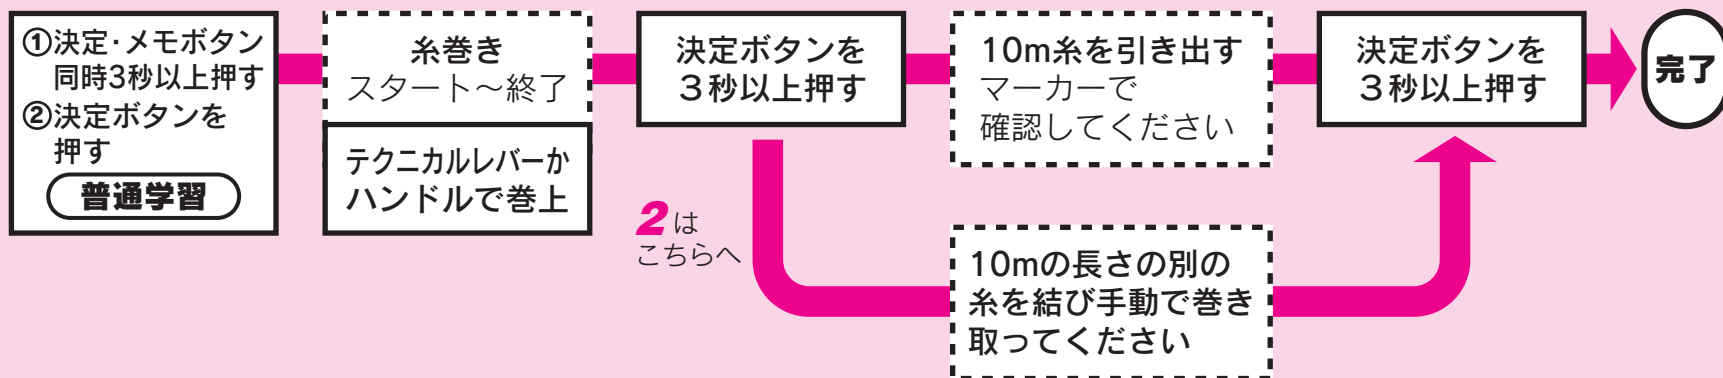 ①決定・メモボタン
同時3秒以上押す
②決定ボタンを
押す
普通学習
糸巻き
スタート～終了
テクニカルレバーか
ハンドルで巻上
決定ボタンを
3秒以上押す
10m糸を引き出す
マーカーで
確認してください
決定ボタンを
3秒以上押す
完了
2は
こちらへ
10mの長さの別の
糸を結び手動で巻き
取ってください